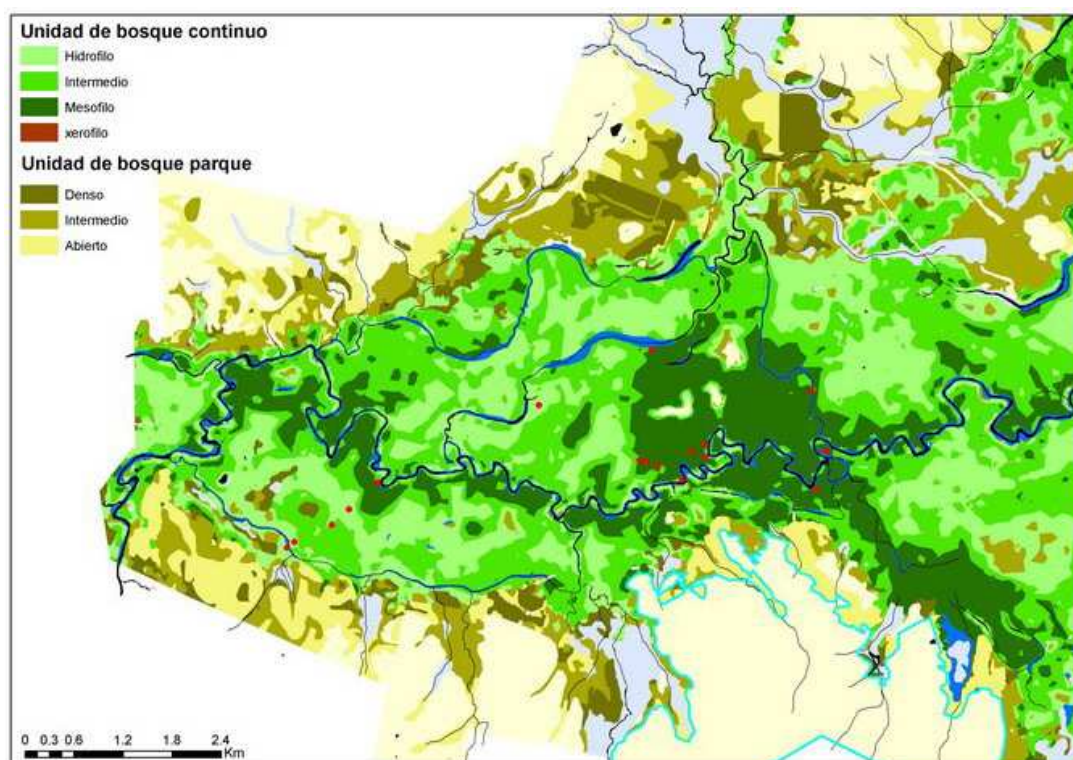 Unidad de bosque continuo
Hidrofilo
Intermedio
Mesofilo
xerofilo
Unidad de bosque parque
Denso
Intermedio
Abierto
0 0.3 0.6 1.2 1.8 2.4
Km